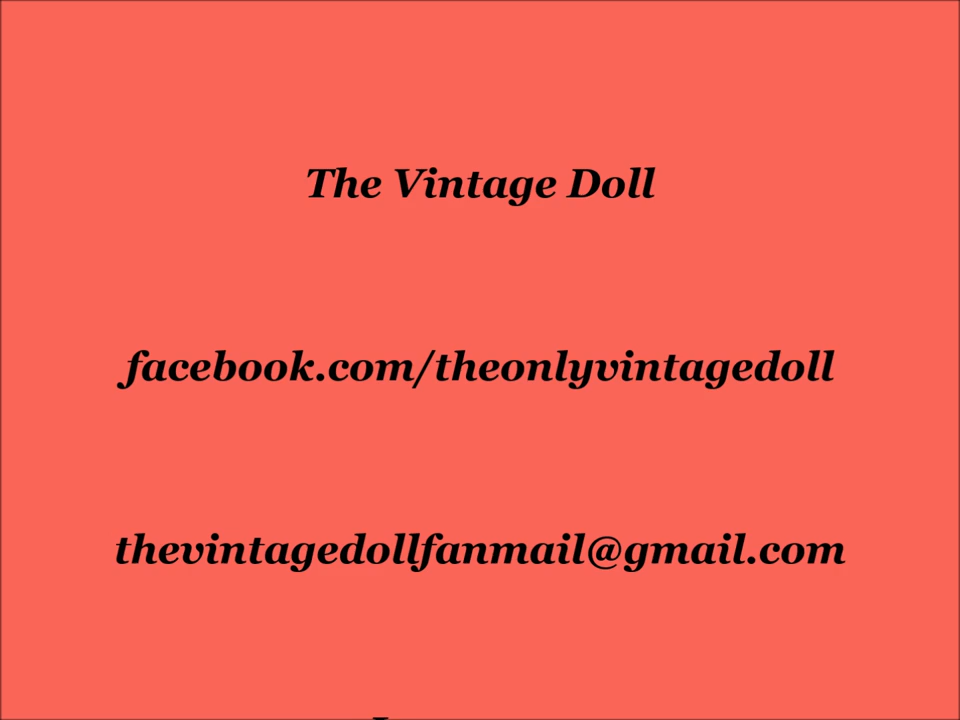 The Vintage Doll
facebook.com/theonlyvintagedoll
thevintagedollfanmail@gmail.com